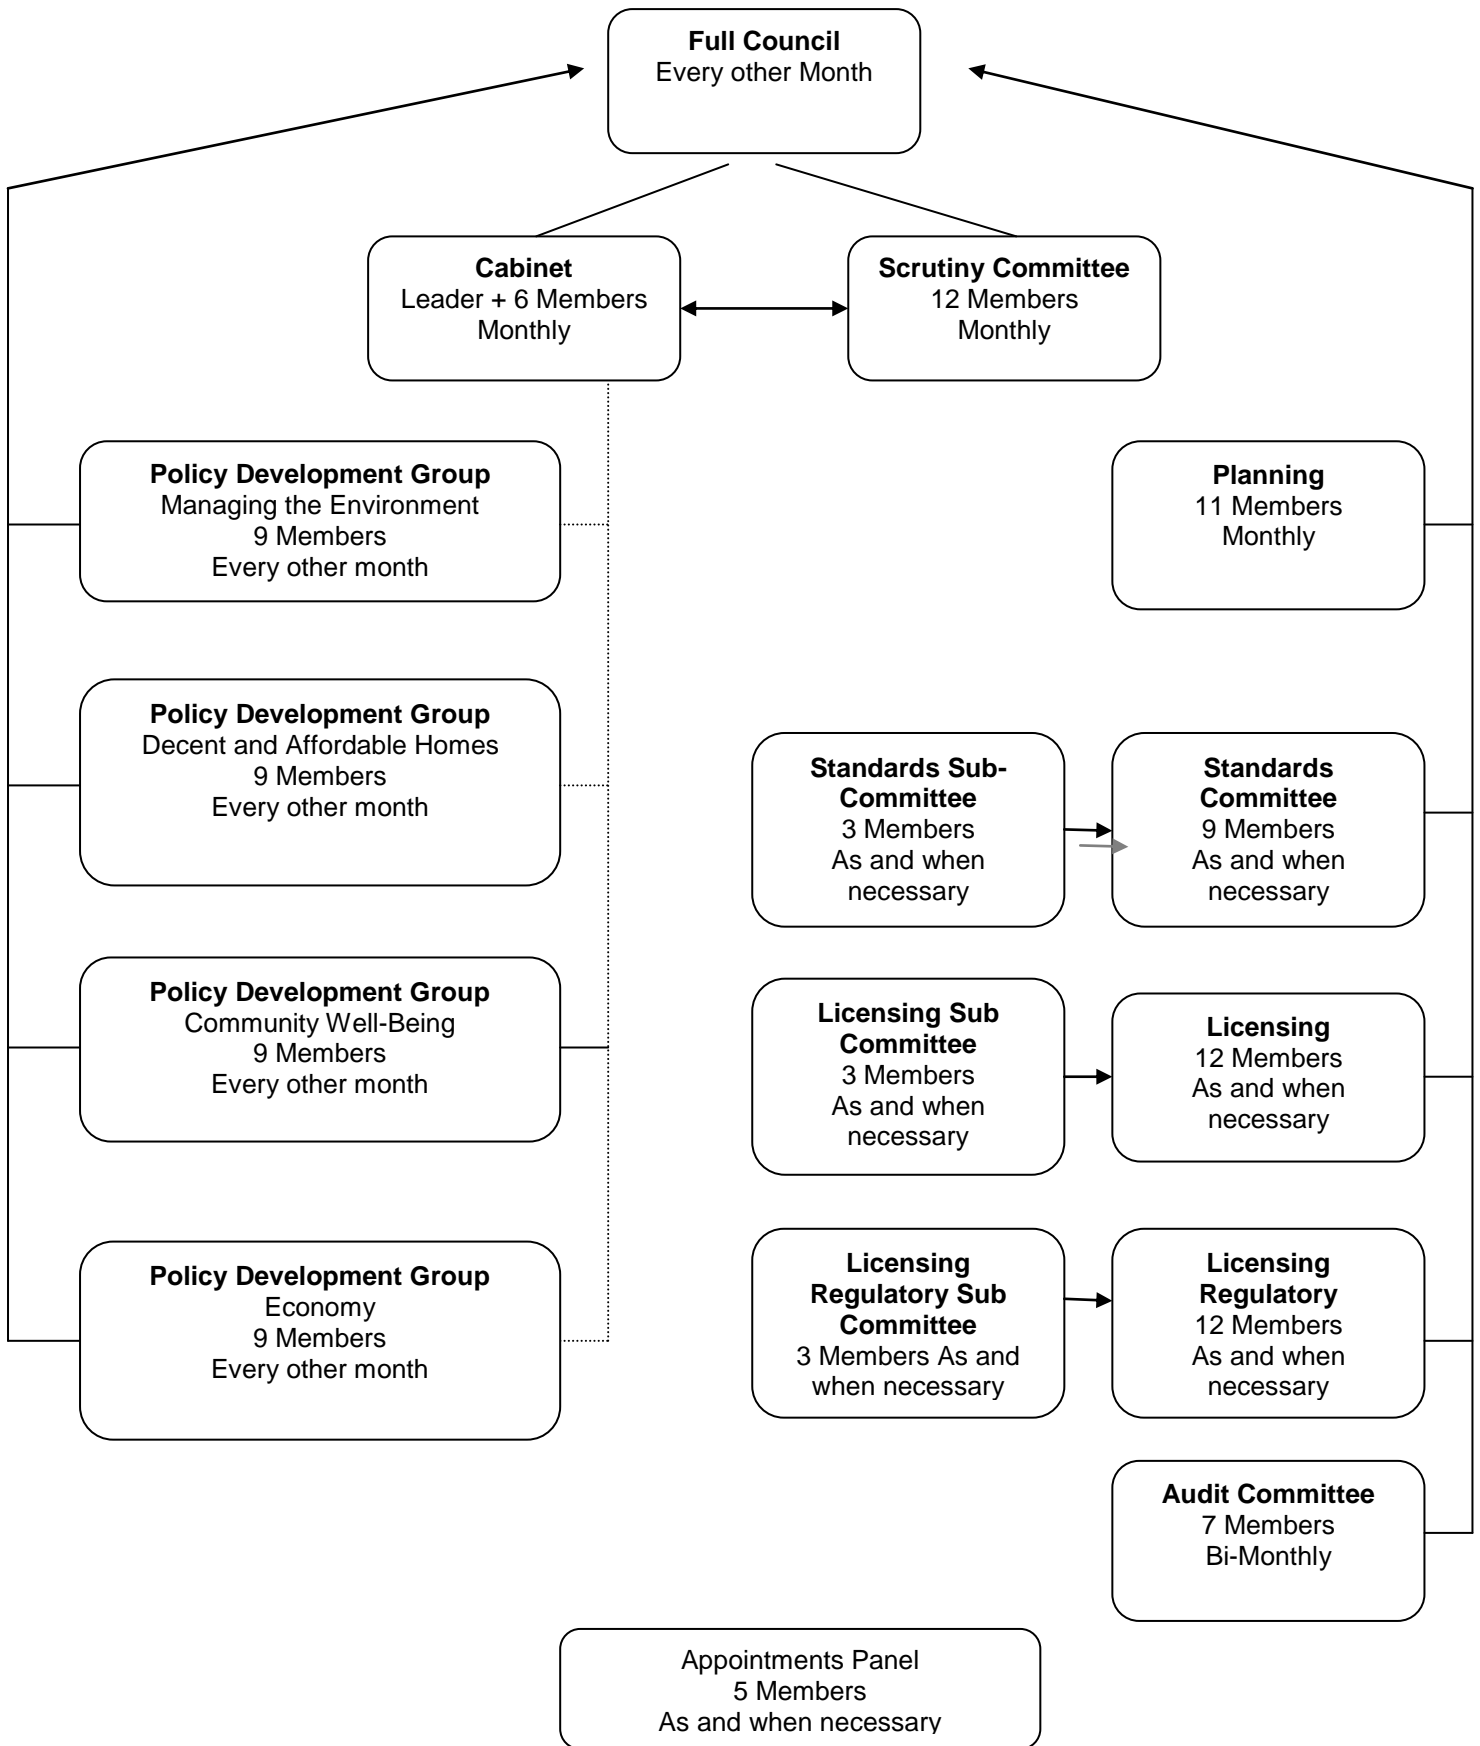 Full Council
Every other Month
Cabinet
Leader + 6 Members
Monthly
Scrutiny Committee
12 Members
Monthly
Policy Development Group
Managing the Environment
9 Members
Every other month
Planning
11 Members
Monthly
Policy Development Group
Decent and Affordable Homes
9 Members
Every other month
Standards Sub-
Committee
3 Members
As and when
necessary
Standards
Committee
9 Members
As and when
necessary
Policy Development Group
Community Well-Being
9 Members
Every other month
Licensing Sub
Committee
3 Members
As and when
necessary
Licensing
12 Members
As and when
necessary
Policy Development Group
Economy
9 Members
Every other month
Licensing
Regulatory Sub
Committee
3 Members As and
when necessary
Licensing
Regulatory
12 Members
As and when
necessary
Audit Committee
7 Members
Bi-Monthly
Appointments Panel
5 Members
As and when necessary